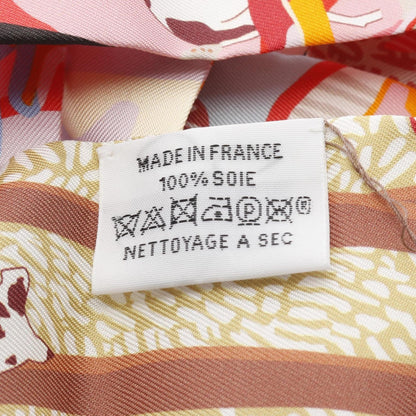 MADE IN FRANCE
100% SOIE
P ®
NETTOYAGE A SEC